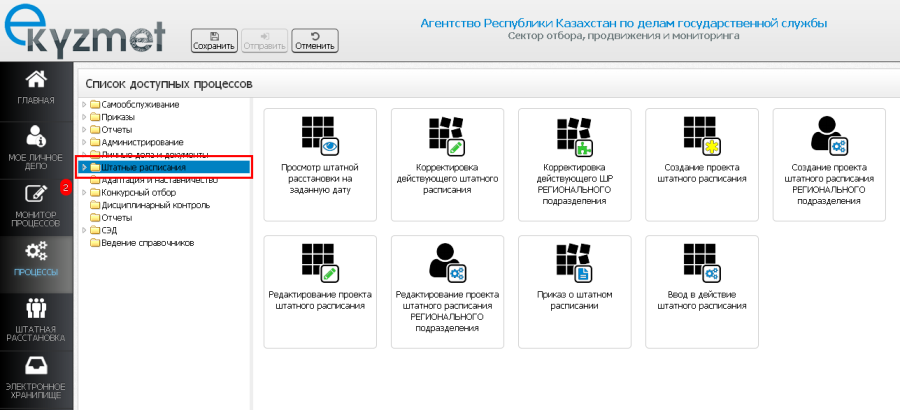 ekyzmet
Сохранить
Отправить
Отменить
Агентство Республики Казахстан по делам государственной службы
Сектор отбора, продвижения и мониторинга
ГЛАВНАЯ
МОЕ ЛИЧНОЕ
ДЕЛО
2
МОНИТОР
ПРОЦЕССОВ
ПРОЦЕССЫ
ШТАТНАЯ
РАССТАНОВКА
ЭЛЕКТРОННОЕ
ХРАНИЛИЩЕ
Список доступных процессов
Самообслуживание
Приказы
Отчеты
Администрирование
Личные дела и документы
Штатные расписания
Адаптация и наставничество
Конкурсный отбор
Дисциплинарный контроль
Отчеты
СЭД
Ведение справочников
Просмотр штатной
расстановки на
заданную дату
Корректировка
действующего штатного
расписания
Корректировка
действующего ШР
РЕГИОНАЛЬНОГО
подразделения
Создание проекта
штатного расписания
Создание проекта
штатного расписания
РЕГИОНАЛЬНОГО
подразделения
Редактирование проекта
штатного расписания
Редактирование проекта
штатного расписания
РЕГИОНАЛЬНОГО
подразделения
Приказ о штатном
расписании
Ввод в действие
штатного расписания